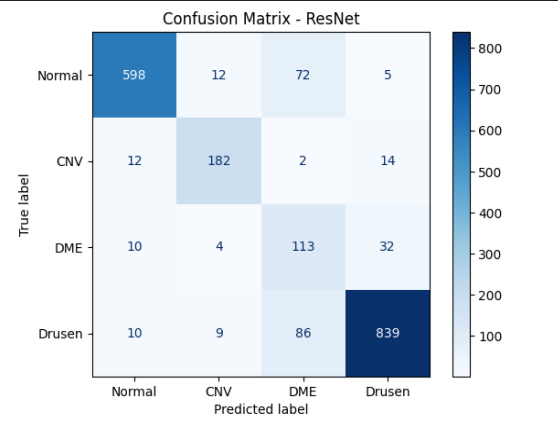 Confusion Matrix - ResNet
Normal 598 12 72 5
CNV 12 182 2 14
DME 10 4 113 32
Drusen 10 9 86 839
Normal CNV DME Drusen
Predicted label
True label
800
700
600
500
400
300
200
100